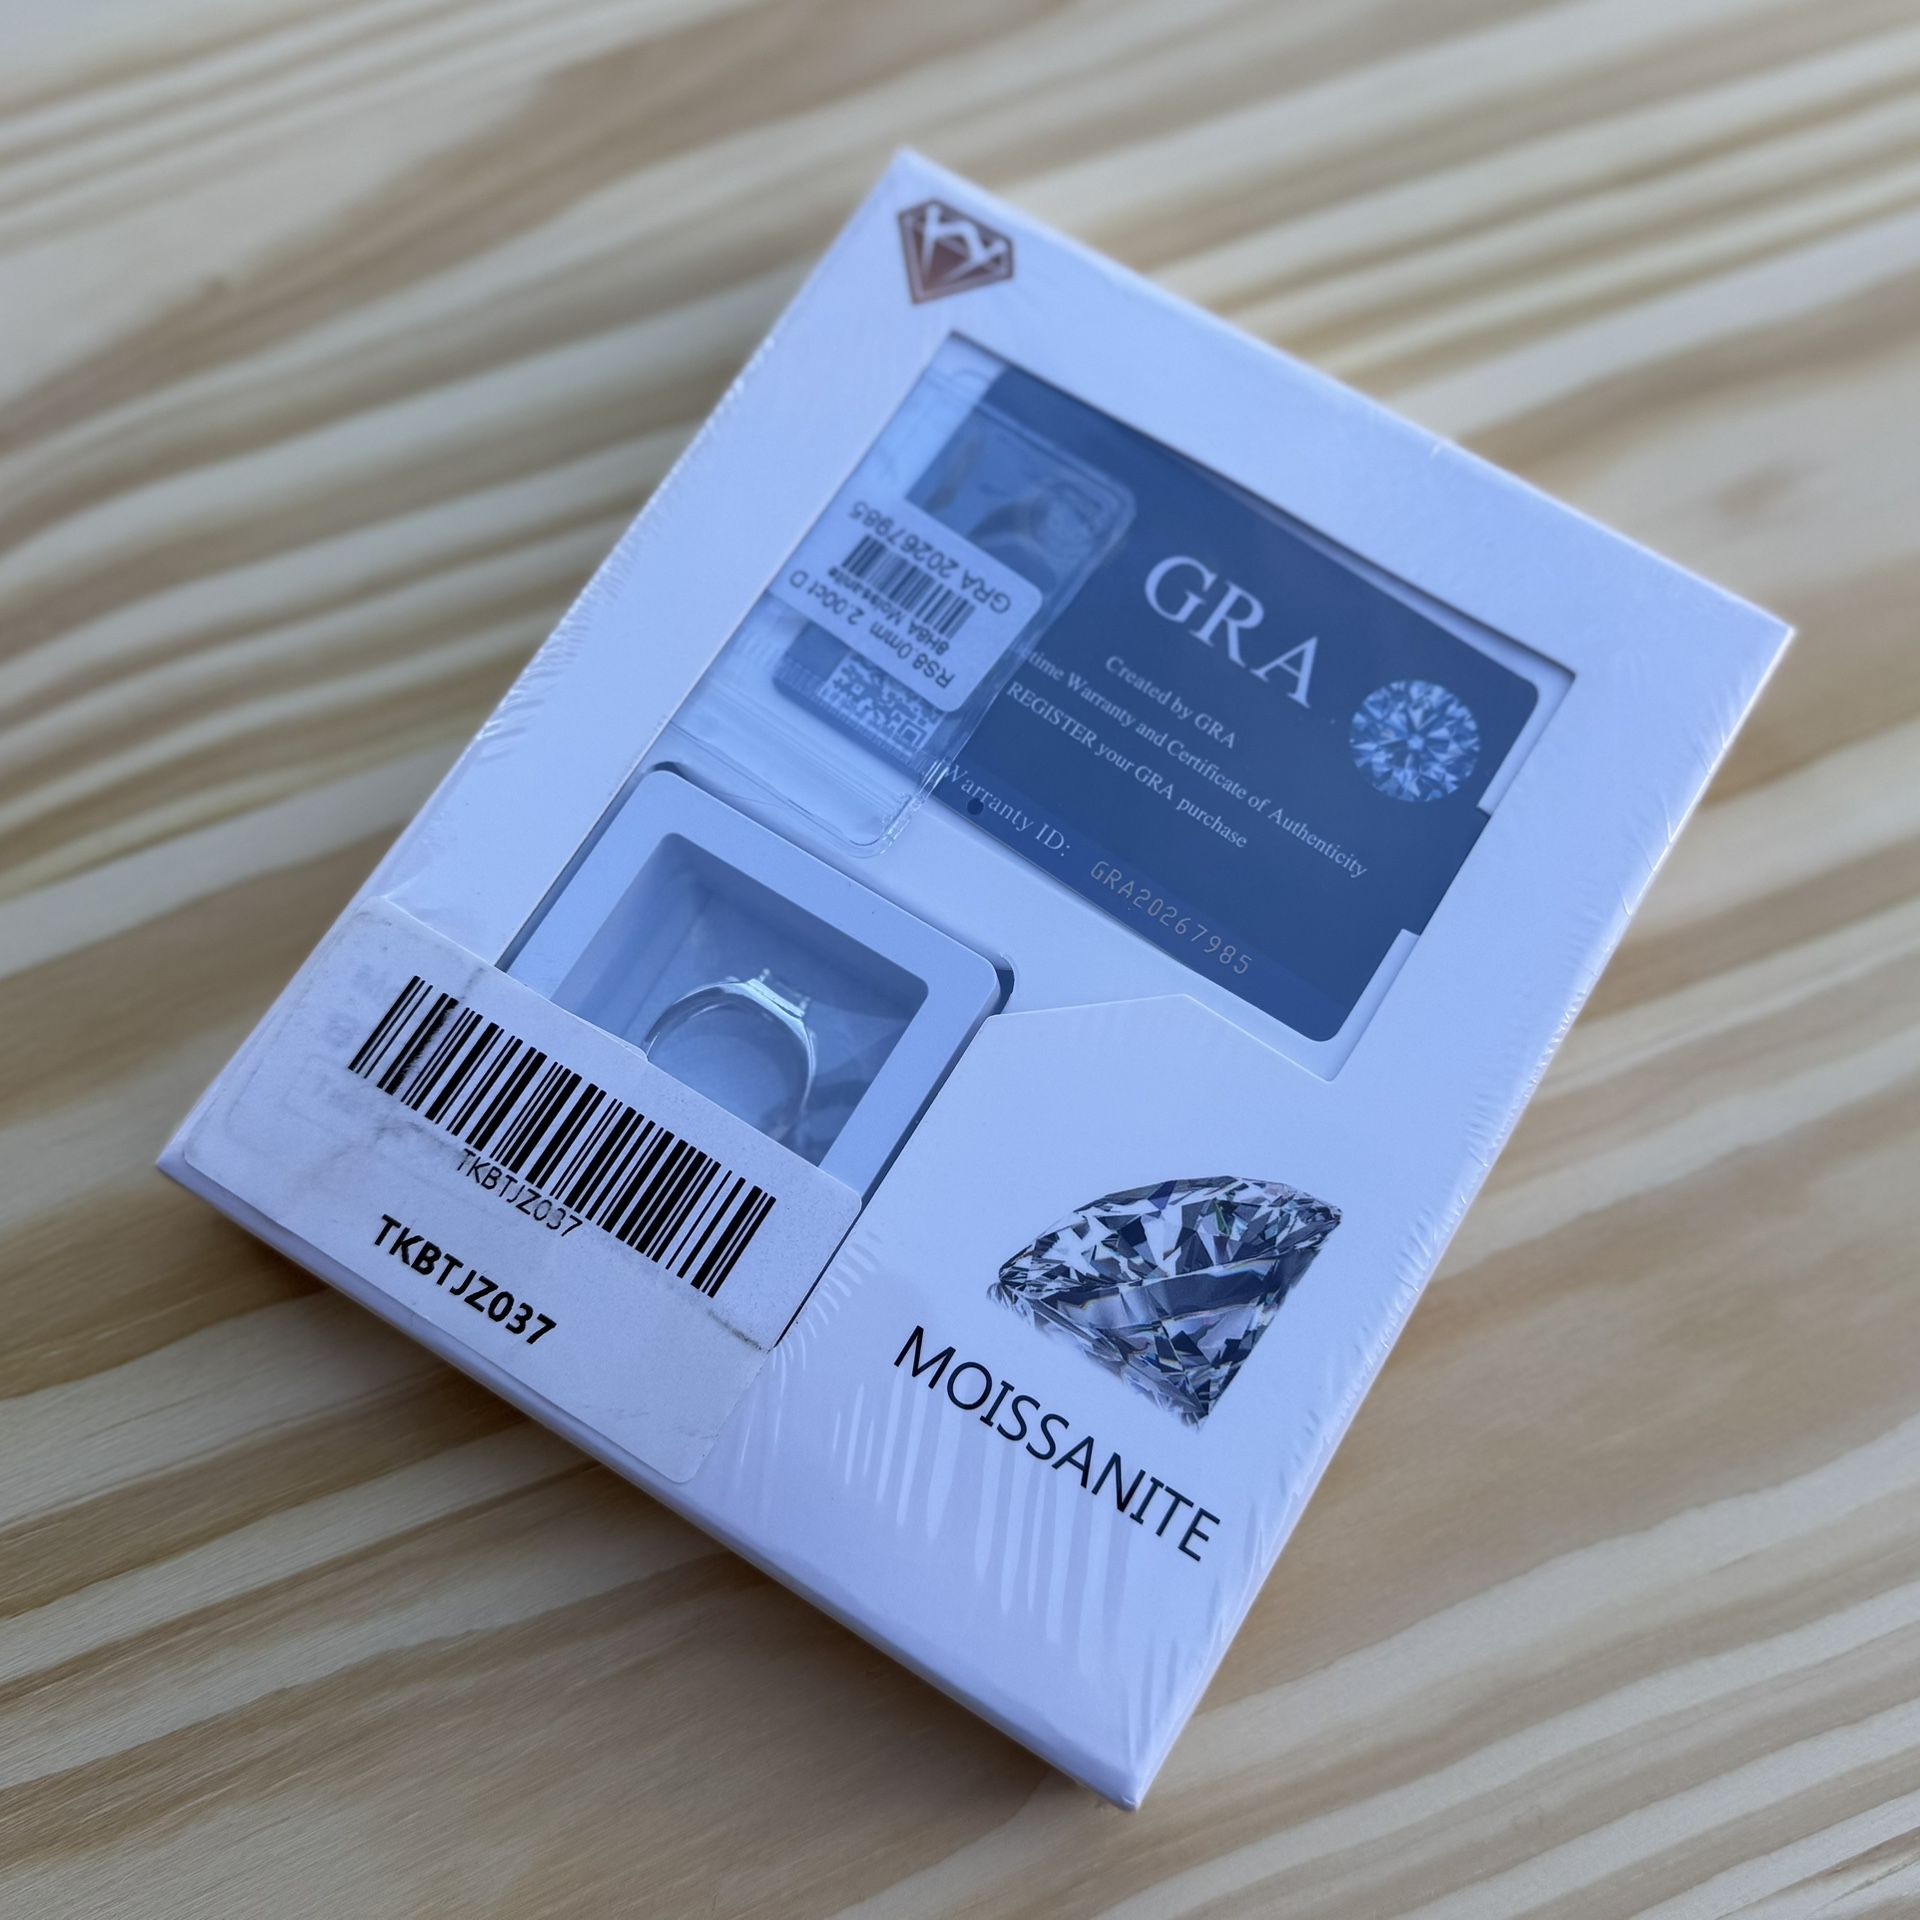 GRA
Created by GRA
time Warranty and Certificate of Authenticity
REGISTER your GRA purchase
Warranty ID: GRA20267985
RS8.0mm 2.00ct D
8H8A Moissanite
GRA 20267985
TKBTJZ037
TKBTJZ037
MOISSANITE